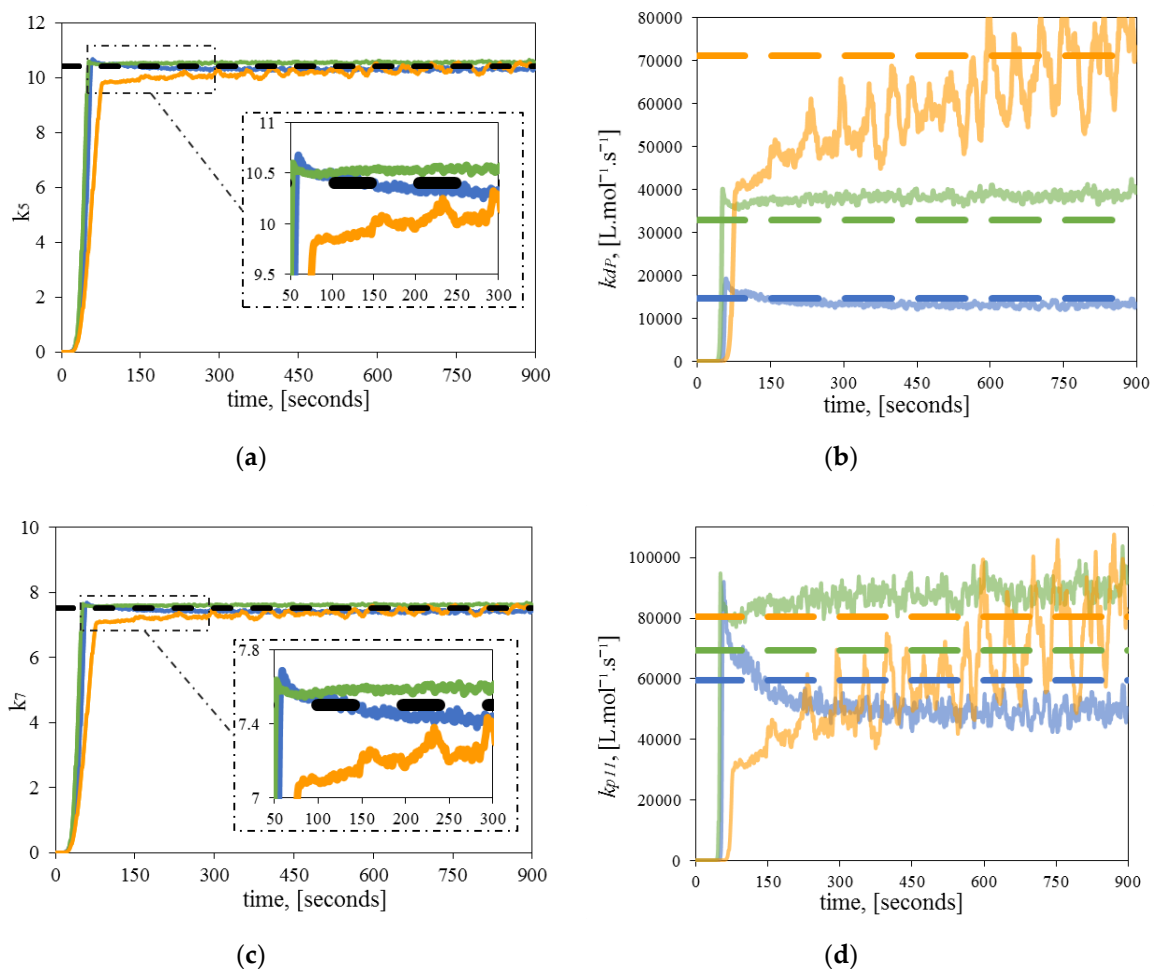 12
10
8
6
4
2
0
k5
11
10.5
10
9.5
50 100 150 200 250 300
0 150 300 450 600 750 900
time, [seconds]
(a)
80000
70000
60000
50000
40000
30000
20000
10000
0
kdP, [L.mol⁻¹.s⁻¹]
0 150 300 450 600 750 900
time, [seconds]
(b)
10
8
6
4
2
0
k7
7.8
7.4
7
50 100 150 200 250 300
0 150 300 450 600 750 900
time, [seconds]
(c)
100000
80000
60000
40000
20000
0
kp11, [L.mol⁻¹.s⁻¹]
0 150 300 450 600 750 900
time, [seconds]
(d)